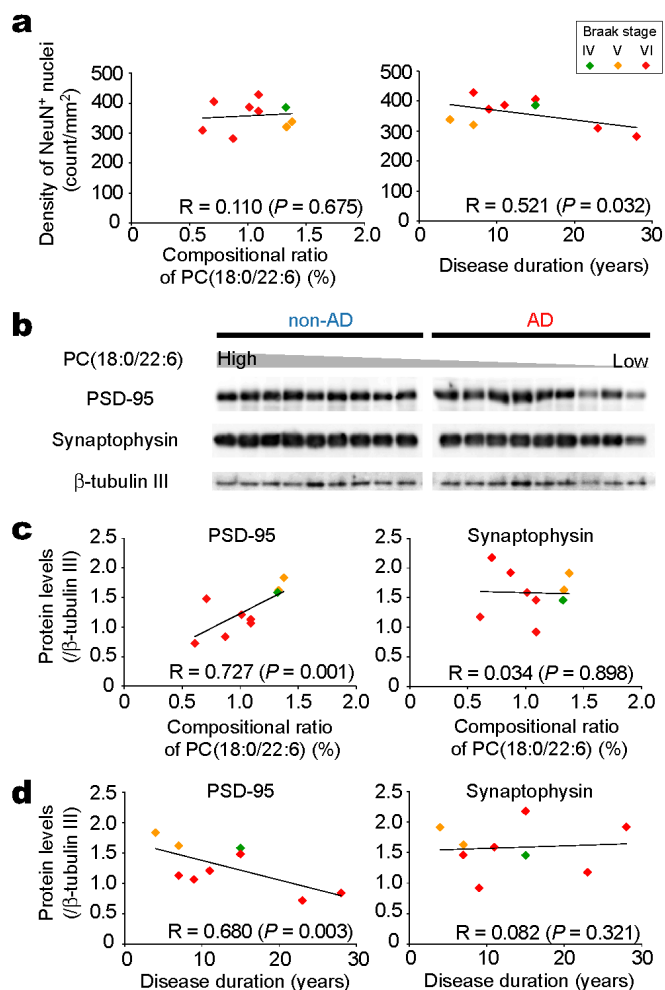 a
Braak stage
IV V VI
Density of NeuN+ nuclei
(count/mm2)
500
400
300
200
100
0
R = 0.110 (P = 0.675)
0 0.5 1.0 1.5 2.0
Compositional ratio
of PC(18:0/22:6) (%)
500
400
300
200
400
0
R = 0.521 (P = 0.032)
0 10 20 30
Disease duration (years)
b
non-AD AD
PC(18:0/22:6) High Low
PSD-95
Synaptophysin
β-tubulin III
c
PSD-95
Protein levels
(/β-tubulin III)
2.5
2.0
1.5
1.0
0.5
R = 0.727 (P = 0.001)
0 0.5 1.0 1.5 2.0
Compositional ratio
of PC(18:0/22:6) (%)
Synaptophysin
2.5
2.0
1.5
1.0
0.5
R = 0.034 (P = 0.898)
0 0.5 1.0 1.5 2.0
Compositional ratio
of PC(18:0/22:6) (%)
d
PSD-95
Protein levels
(/β-tubulin III)
2.5
2.0
1.5
1.0
0.5
0
R = 0.680 (P = 0.003)
0 10 20 30
Disease duration (years)
Synaptophysin
2.5
2.0
1.5
1.0
0.5
0
R = 0.082 (P = 0.321)
0 10 20 30
Disease duration (years)